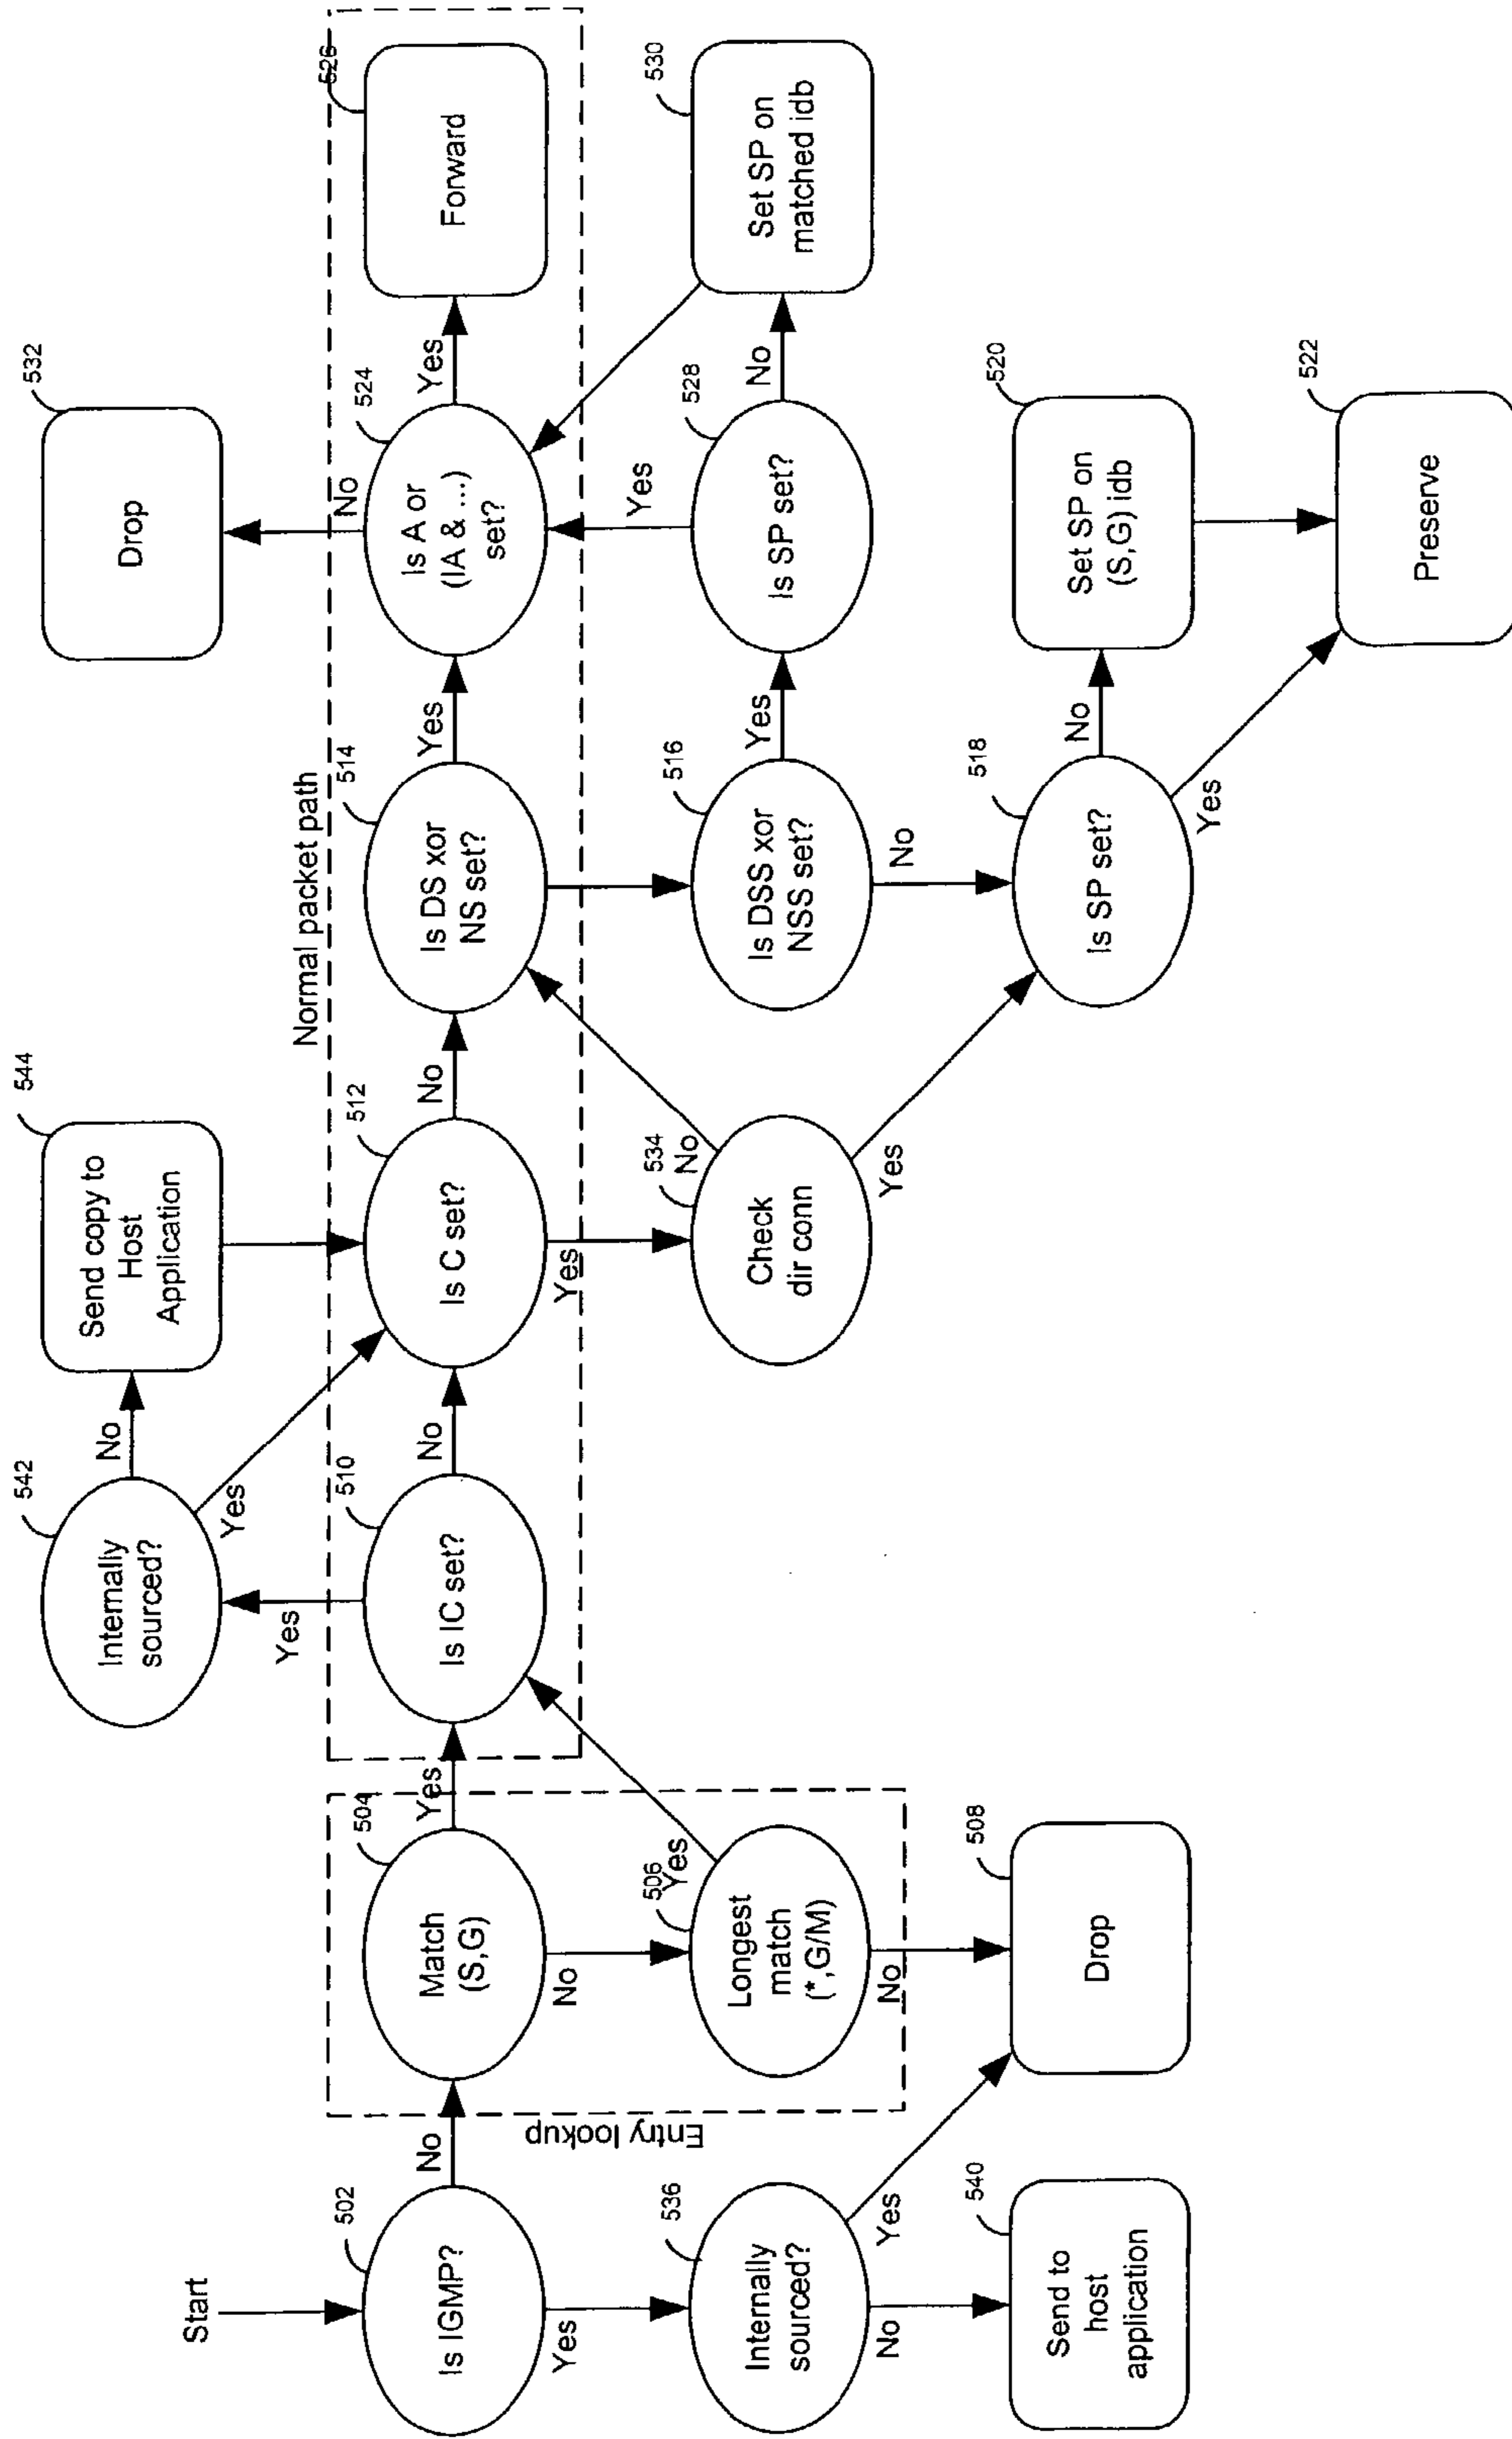 Start
502
Is IGMP?
No
Yes
536
Internally
sourced?
Yes
No
540
Send to
host
application
Entry lookup
504
Match
(S,G)
Yes
No
506
Longest
match
(*,G/M)
Yes
No
508
Drop
542
Internally
sourced?
No
Yes
544
Send copy to
Host
Application
Normal packet path
510
Is IC set?
Yes
No
512
Is C set?
No
Yes
534
Check
dir conn
No
Yes
514
Is DS xor
NS set?
Yes
516
Is DSS xor
NSS set?
Yes
No
518
Is SP set?
No
Yes
532
Drop
524
Is A or
(IA & ...)
set?
No
Yes
526
Forward
528
Is SP set?
Yes
No
530
Set SP on
matched idb
520
Set SP on
(S,G) idb
522
Preserve